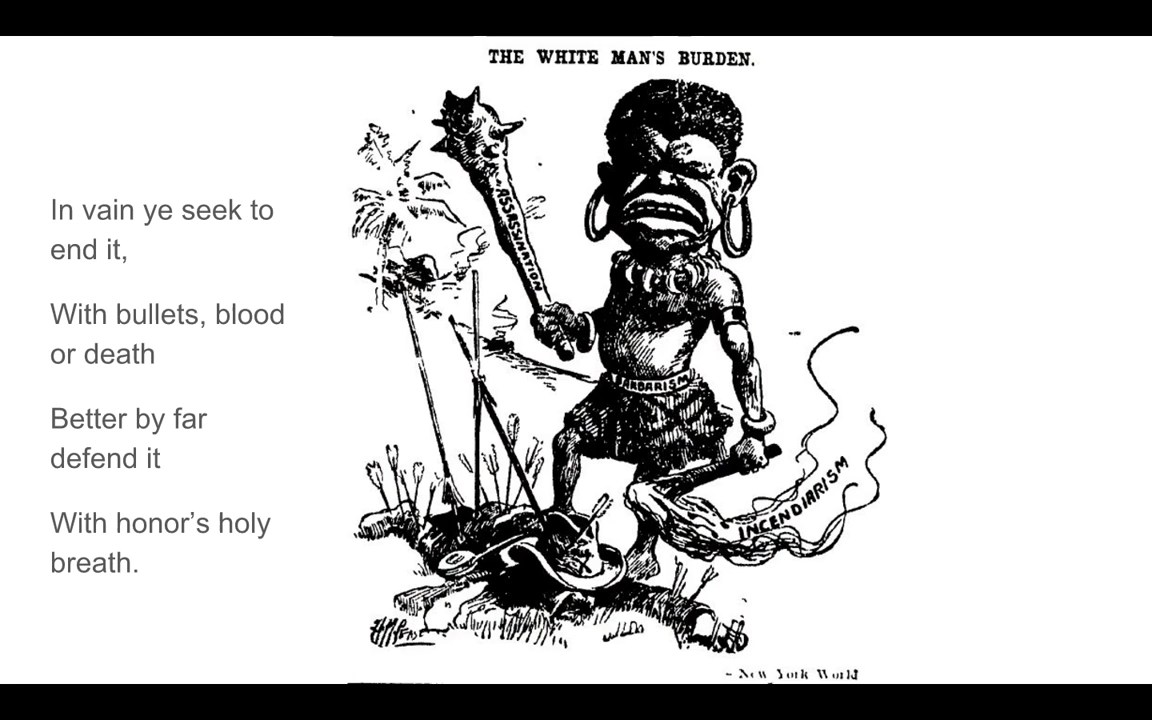 THE WHITE MAN'S BURDEN.
In vain ye seek to
end it,
With bullets, blood
or death
Better by far
defend it
With honor’s holy
breath.
ASSASSINATION
BARBARISM
INCENDIARISM
- New York World